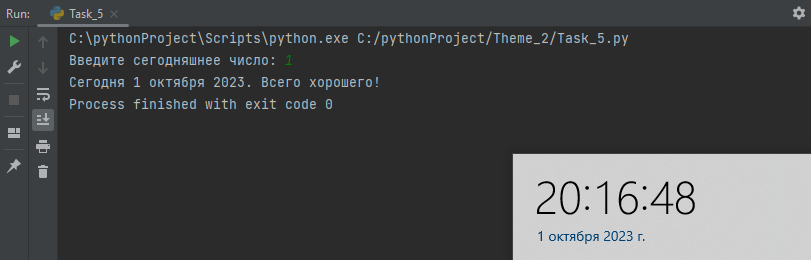 Run: Task_5
C:\pythonProject\Scripts\python.exe C:/pythonProject/Theme_2/Task_5.py
Введите сегодняшнее число: 1
Сегодня 1 октября 2023. Всего хорошего!
Process finished with exit code 0
20:16:48
1 октября 2023 г.